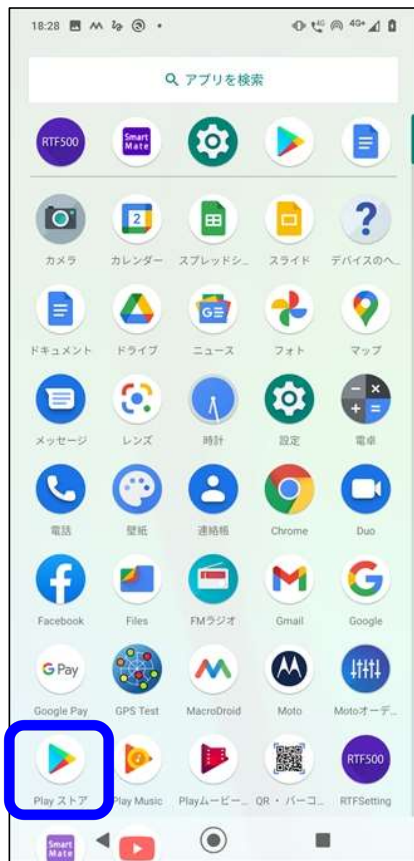 18:28 4G 4G+
アプリを検索
RTF500 Smart Mate
2
カメラ カレンダー スプレッドシ… スライド デバイスのヘ…
GE
ドキュメント ドライブ ニュース フォト マップ
メッセージ レンズ 時計 設定 電卓
電話 壁紙 連絡帳 Chrome Duo
Facebook Files FMラジオ Gmail Google
G Pay
Google Pay GPS Test MacroDroid Moto Motoオーデ…
RTF500
Play ストア Play Music Playムービー… QR・バーコ… RTFSetting
Smart Mate